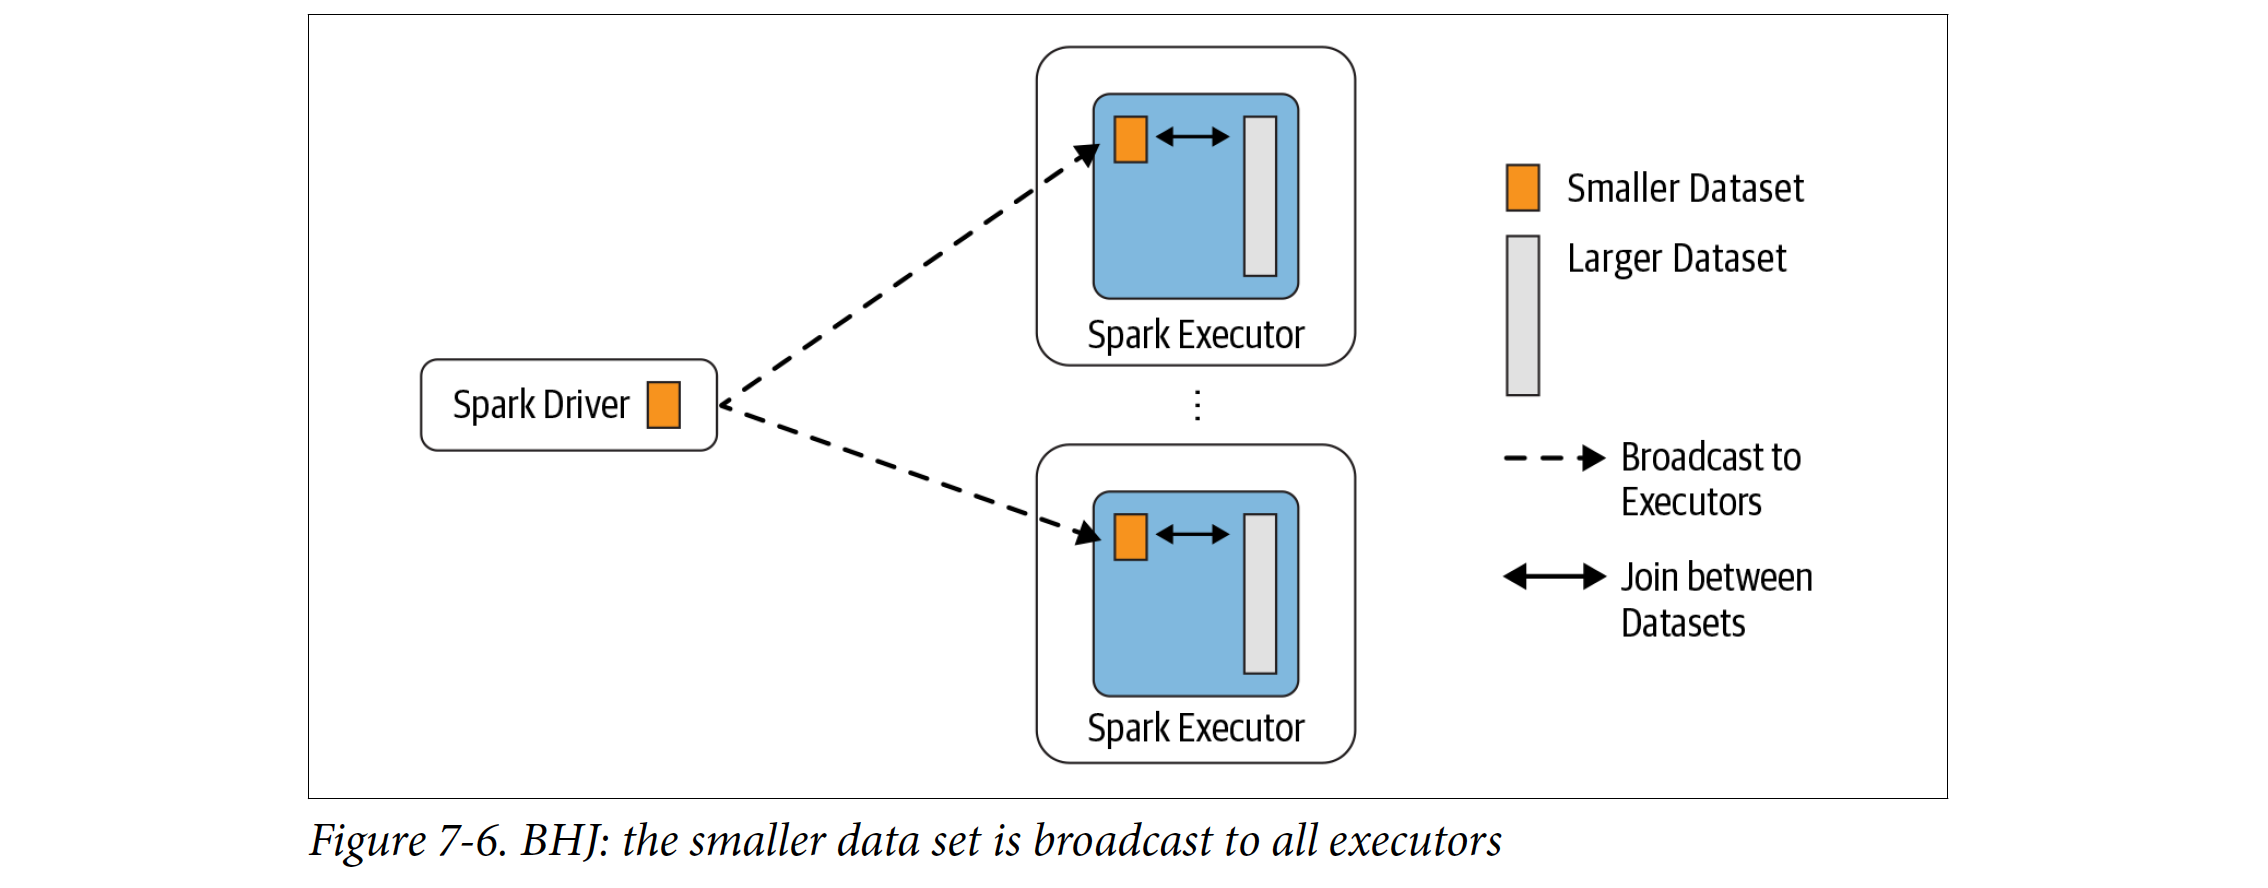 Spark Executor
Spark Driver
Spark Executor
Smaller Dataset
Larger Dataset
Broadcast to
Executors
Join between
Datasets
Figure 7-6. BHJ: the smaller data set is broadcast to all executors